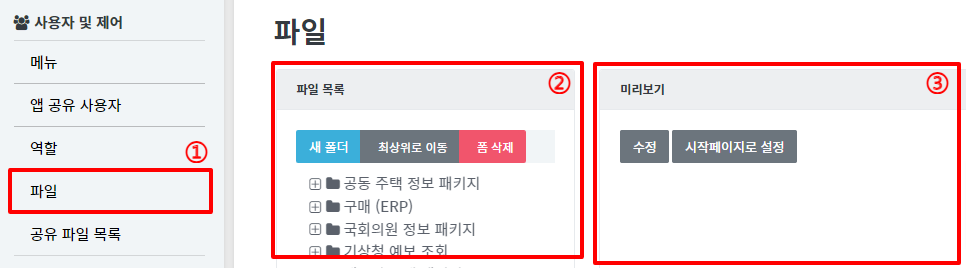 사용자 및 제어
메뉴
앱 공유 사용자
역할
①
파일
공유 파일 목록
파일
파일 목록
②
새 폴더 최상위로 이동 폼 삭제
공동 주택 정보 패키지
구매 (ERP)
국회의원 정보 패키지
기상청 예보 조회
미리보기
③
수정 시작페이지로 설정